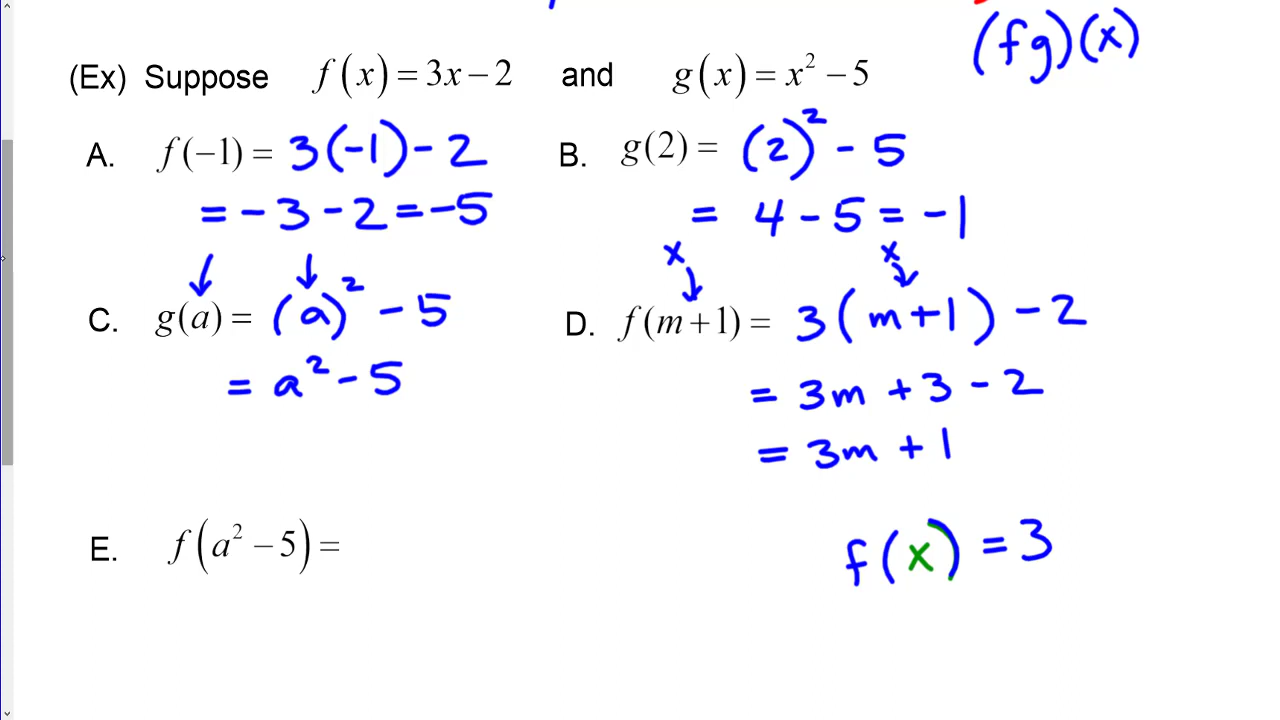 (fg)(x)
(Ex) Suppose f(x) = 3x − 2 and g(x) = x² − 5
A. f(−1) = 3(−1) − 2
= −3 − 2 = −5
B. g(2) = (2)² − 5
= 4 − 5 = −1
C. g(a) = (a)² − 5
= a² − 5
x x
D. f(m + 1) = 3(m + 1) − 2
= 3m + 3 − 2
= 3m + 1
E. f(a² − 5) =
f(x) = 3